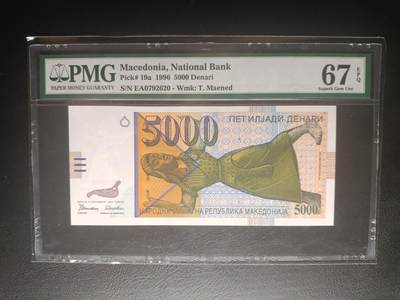 PMG
PAPER MONEY GUARANTY
Macedonia, National Bank
Pick# 19a 1996 5000 Denari
S/N EA0792620 - Wmk: T. Maened
67 EPQ
Superb Gem Unc
5000
ПЕТ ИЛЈАДИ ДЕНАРИ
НАРОДНА БАНКА НА РЕПУБЛИКА МАКЕДОНИЈА
5000